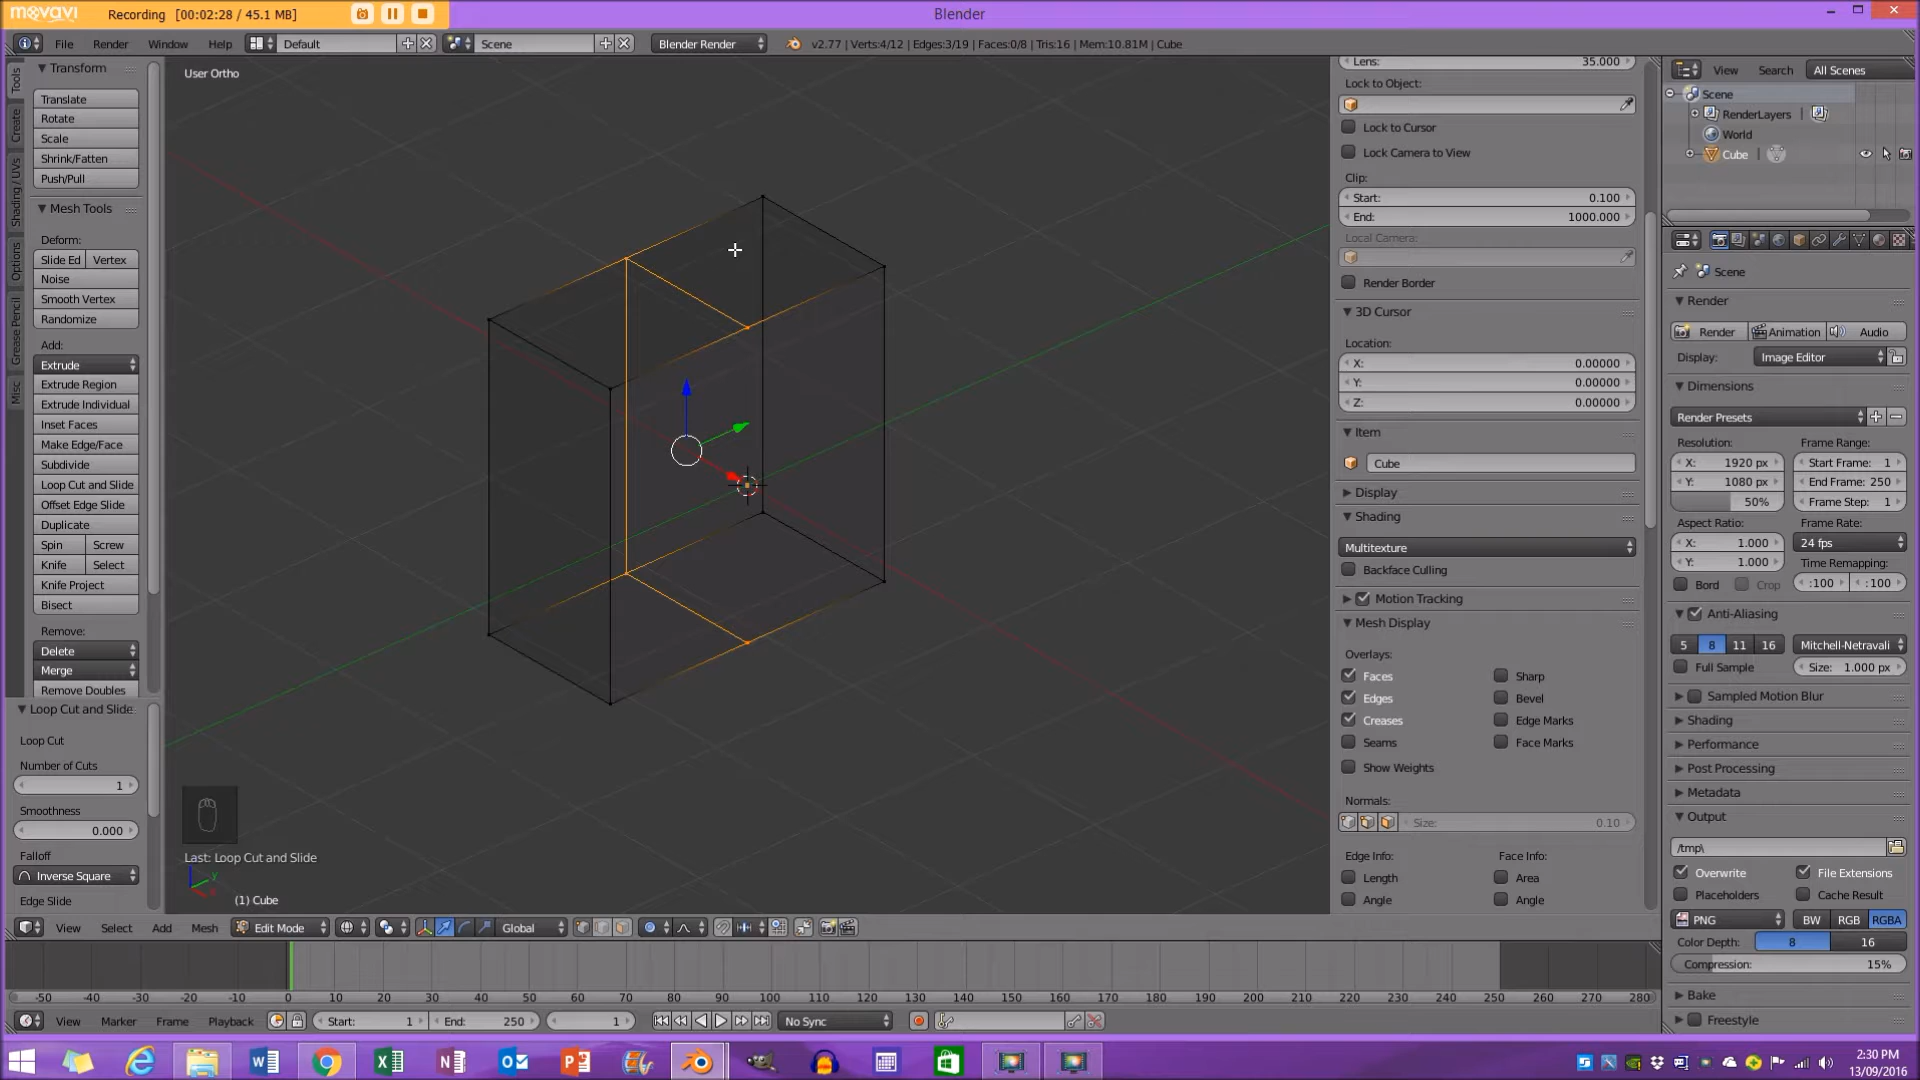 movavi
Recording [00:02:28 / 45.1 MB]
Blender
File Render Window Help Default Scene Blender Render v2.77 | Verts:4/12 | Edges:3/19 | Faces:0/8 | Tris:16 | Mem:10.81M | Cube
Tools
Create
Shading / UVs
Options
Grease Pencil
Misc
Transform
Translate
Rotate
Scale
Shrink/Fatten
Push/Pull
Mesh Tools
Deform:
Slide Ed Vertex
Noise
Smooth Vertex
Randomize
Add:
Extrude
Extrude Region
Extrude Individual
Inset Faces
Make Edge/Face
Subdivide
Loop Cut and Slide
Offset Edge Slide
Duplicate
Spin Screw
Knife Select
Knife Project
Bisect
Remove:
Delete
Merge
Remove Doubles
Loop Cut and Slide
Loop Cut
Number of Cuts
1
Smoothness
0.000
Falloff
Inverse Square
Edge Slide
User Ortho
Last: Loop Cut and Slide
(1) Cube
Lens: 35.000
Lock to Object:
Lock to Cursor
Lock Camera to View
Clip:
Start: 0.100
End: 1000.000
Local Camera:
Render Border
3D Cursor
Location:
X: 0.00000
Y: 0.00000
Z: 0.00000
Item
Cube
Display
Shading
Multitexture
Backface Culling
Motion Tracking
Mesh Display
Overlays:
Faces Sharp
Edges Bevel
Creases Edge Marks
Seams Face Marks
Show Weights
Normals:
Size: 0.10
Edge Info: Face Info:
Length Area
Angle Angle
View Search All Scenes
Scene
RenderLayers
World
Cube
Scene
Render
Render Animation Audio
Display: Image Editor
Dimensions
Render Presets
Resolution: Frame Range:
X: 1920 px Start Frame: 1
Y: 1080 px End Frame: 250
50% Frame Step: 1
Aspect Ratio: Frame Rate:
X: 1.000 24 fps
Y: 1.000 Time Remapping:
Bord Crop :100 :100
Anti-Aliasing
5 8 11 16 Mitchell-Netravali
Full Sample Size: 1.000 px
Sampled Motion Blur
Shading
Performance
Post Processing
Metadata
Output
/tmp\
Overwrite File Extensions
Placeholders Cache Result
PNG BW RGB RGBA
Color Depth: 8 16
Compression: 15%
Bake
Freestyle
View Select Add Mesh Edit Mode Global
-50 -40 -30 -20 -10 0 10 20 30 40 50 60 70 80 90 100 110 120 130 140 150 160 170 180 190 200 210 220 230 240 250 260 270 280
View Marker Frame Playback Start: 1 End: 250 1 No Sync
2:30 PM
13/09/2016